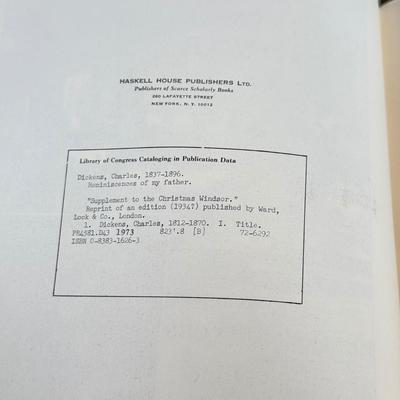 HASKELL HOUSE PUBLISHERS LTD.
Publishers of Scarce Scholarly Books
280 LAFAYETTE STREET
NEW YORK, N. Y. 10012
Library of Congress Cataloging in Publication Data
Dickens, Charles, 1837-1896.
Reminiscences of my father.
"Supplement to the Christmas Windsor."
Reprint of an edition (1934?) published by Ward,
Lock & Co., London.
1. Dickens, Charles, 1812-1870. I. Title.
PR4581.D43 1973 823'.8 [B] 72-6292
ISBN 0-8383-1626-3